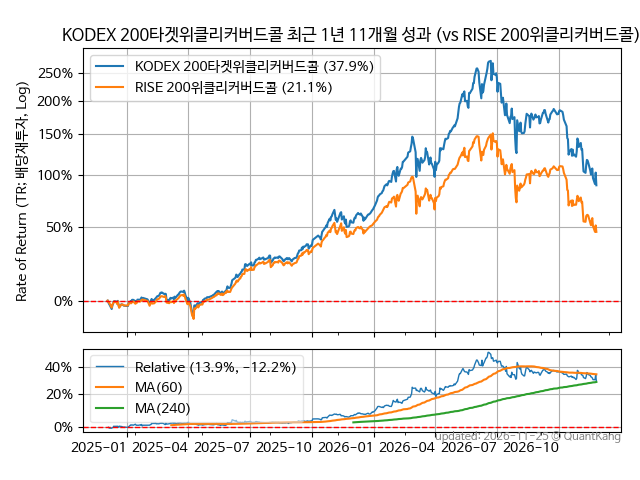 KODEX 200타겟위클리커버드콜 최근 1년 11개월 성과 (vs RISE 200위클리커버드콜)
Rate of Return (TR; 배당재투자, Log)
250%
200%
150%
100%
50%
0%
KODEX 200타겟위클리커버드콜 (37.9%)
RISE 200위클리커버드콜 (21.1%)
40%
20%
0%
Relative (13.9%, −12.2%)
MA(60)
MA(240)
2025−01 2025−04 2025−07 2025−10 2026−01 2026−04 2026−07 2026−10
updated: 2026−11−25 © QuantKang